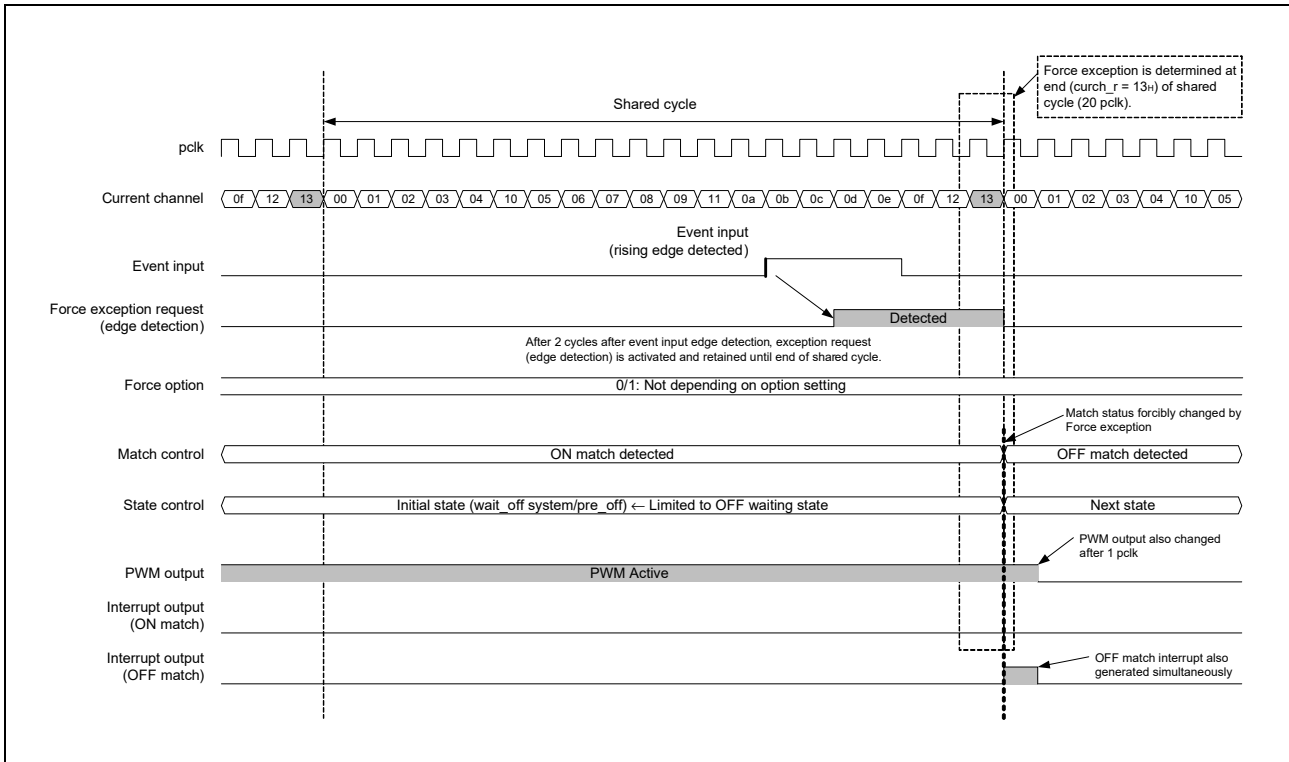 Force exception is determined at
end (curch_r = 13H) of shared
cycle (20 pclk).
Shared cycle
pclk
Current channel 0f 12 13 00 01 02 03 04 10 05 06 07 08 09 11 0a 0b 0c 0d 0e 0f 12 13 00 01 02 03 04 10 05
Event input
(rising edge detected)
Event input
Force exception request
(edge detection)
Detected
After 2 cycles after event input edge detection, exception request
(edge detection) is activated and retained until end of shared cycle.
Force option
0/1: Not depending on option setting
Match status forcibly changed by
Force exception
Match control
ON match detected
OFF match detected
State control
Initial state (wait_off system/pre_off) ← Limited to OFF waiting state
Next state
PWM output also changed
after 1 pclk
PWM output
PWM Active
Interrupt output
(ON match)
Interrupt output
(OFF match)
OFF match interrupt also
generated simultaneously